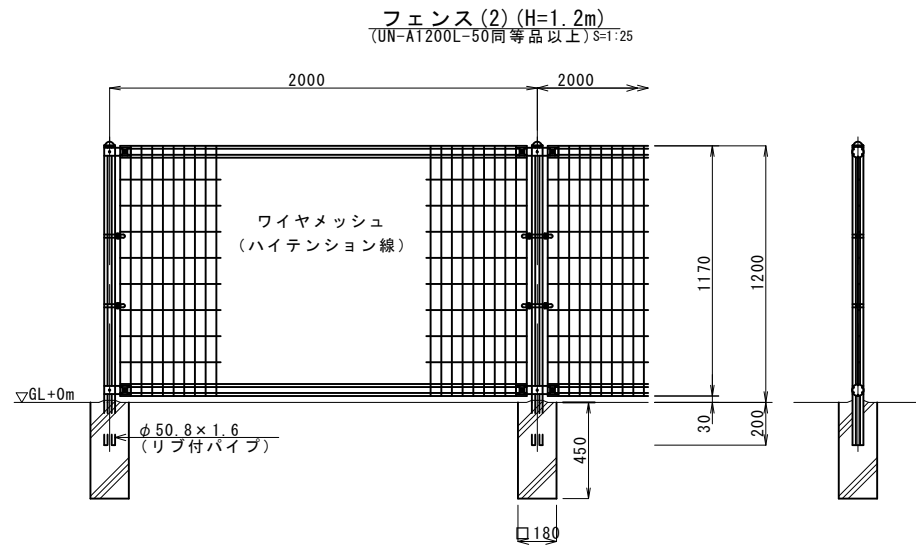 フェンス(2)(H=1.2m)
(UN-A1200L-50同等品以上)S=1:25
2000
2000
ワイヤメッシュ
(ハイテンション線)
1170
1200
▽GL+0m
30
200
φ50.8×1.6
(リブ付パイプ)
450
□180